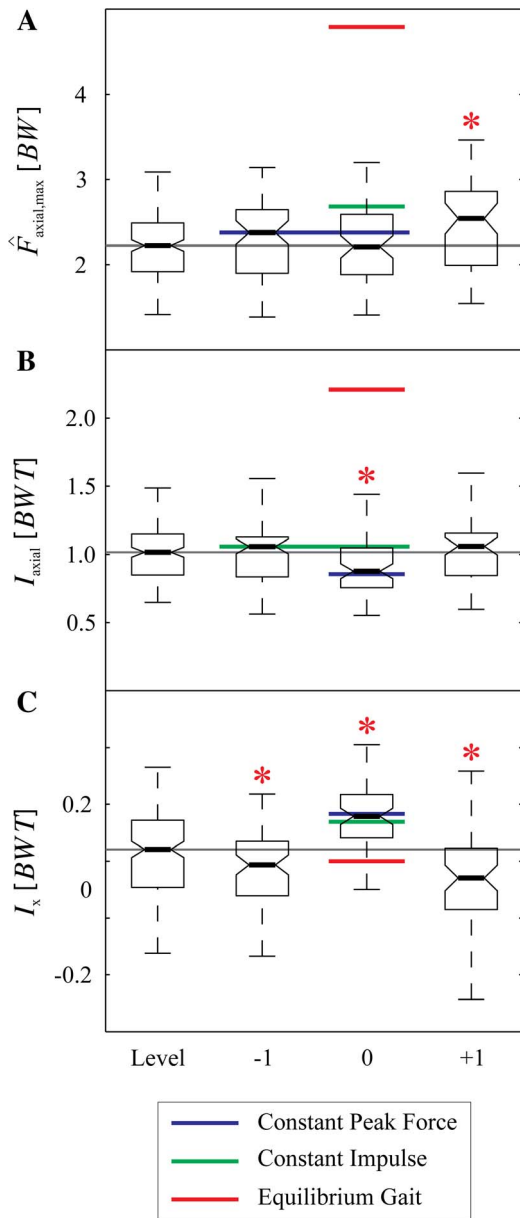 A
F̂axial,max [BW]
4
3
2
*
B
Iaxial [BWT]
2.0
1.5
1.0
0.5
*
C
Ix [BWT]
0.2
0
-0.2
* * *
Level -1 0 +1
Constant Peak Force
Constant Impulse
Equilibrium Gait